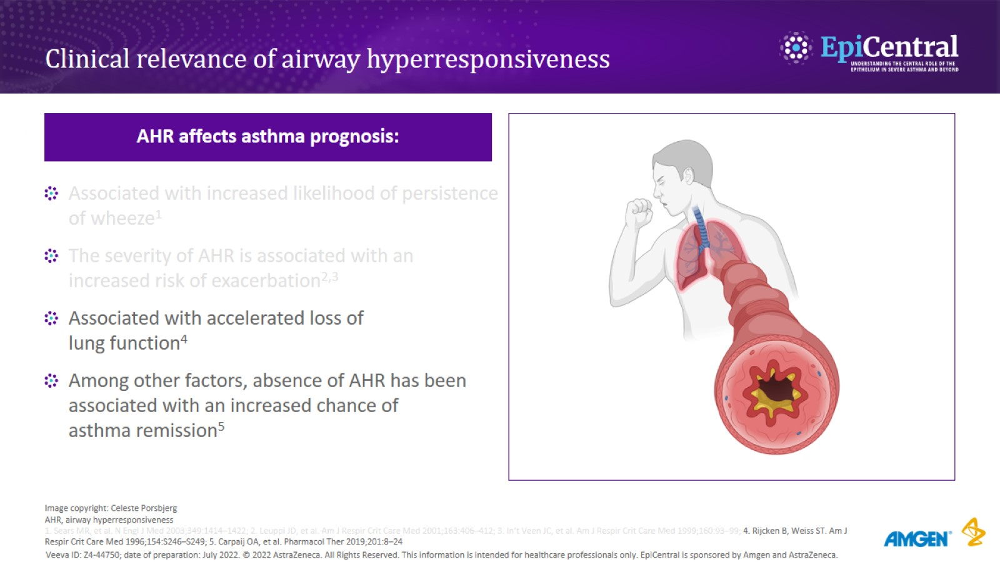 Clinical relevance of airway hyperresponsiveness
EpiCentral
UNDERSTANDING THE CENTRAL ROLE OF THE
EPITHELIUM IN SEVERE ASTHMA AND BEYOND
AHR affects asthma prognosis:
Associated with increased likelihood of persistence
of wheeze¹
The severity of AHR is associated with an
increased risk of exacerbation²,³
Associated with accelerated loss of
lung function⁴
Among other factors, absence of AHR has been
associated with an increased chance of
asthma remission⁵
Image copyright: Celeste Porsbjerg
AHR, airway hyperresponsiveness
1. Sears MR, et al. N Engl J Med 2003;349:1414–1422; 2. Leuppi JD, et al. Am J Respir Crit Care Med 2001;163:406–412; 3. In't Veen JC, et al. Am J Respir Crit Care Med 1999;160:93–99; 4. Rijcken B, Weiss ST. Am J
Respir Crit Care Med 1996;154:S246–S249; 5. Carpaij OA, et al. Pharmacol Ther 2019;201:8–24
Veeva ID: Z4-44750; date of preparation: July 2022. © 2022 AstraZeneca. All Rights Reserved. This information is intended for healthcare professionals only. EpiCentral is sponsored by Amgen and AstraZeneca.
AMGEN®